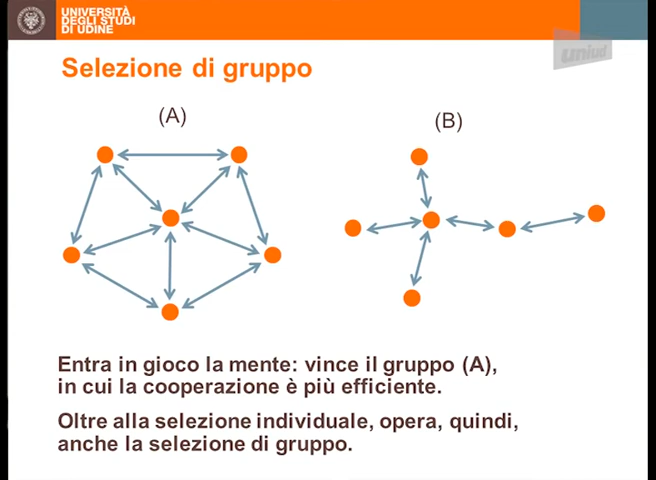 UNIVERSITÀ
DEGLI STUDI
DI UDINE
uniud
Selezione di gruppo
(A)
(B)
Entra in gioco la mente: vince il gruppo (A),
in cui la cooperazione è più efficiente.
Oltre alla selezione individuale, opera, quindi,
anche la selezione di gruppo.